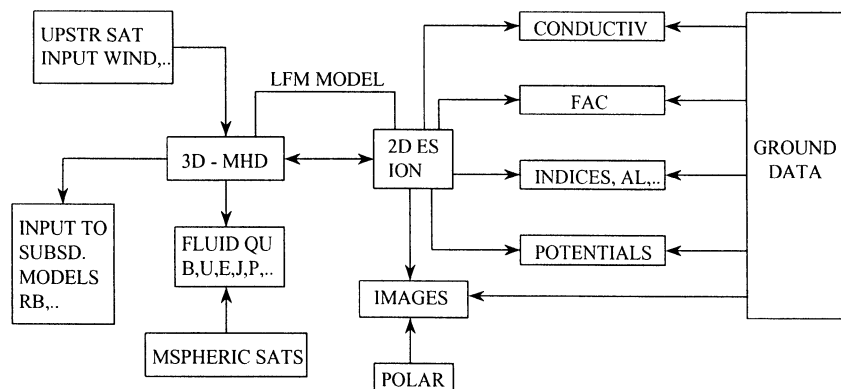 UPSTR SAT
INPUT WIND,..
LFM MODEL
CONDUCTIV
FAC
3D - MHD
2D ES
ION
INDICES, AL,..
GROUND
DATA
INPUT TO
SUBSD.
MODELS
RB,..
FLUID QU
B,U,E,J,P,..
POTENTIALS
IMAGES
MSPHERIC SATS
POLAR